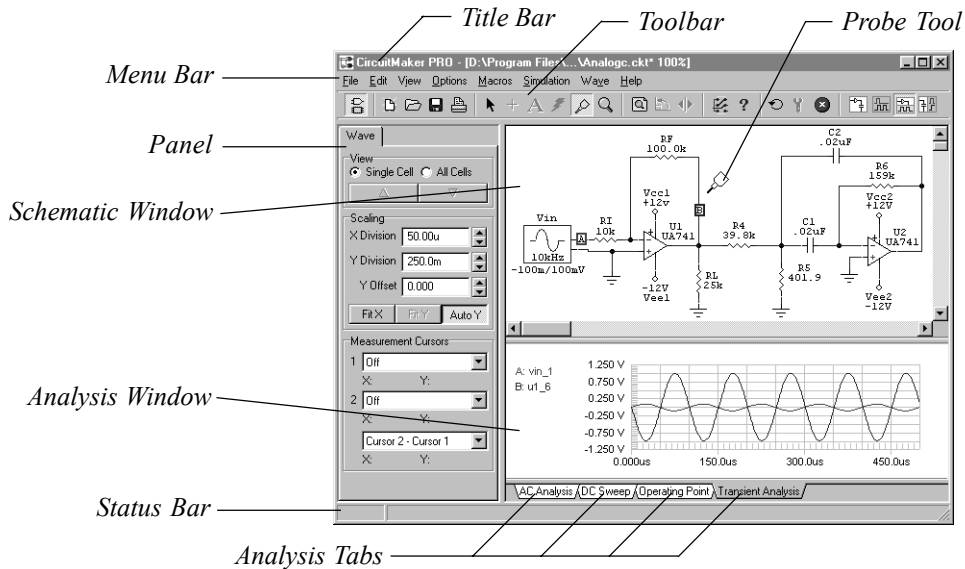 Title Bar
Toolbar
Probe Tool
Menu Bar
Panel
Schematic Window
Analysis Window
Status Bar
Analysis Tabs
CircuitMaker PRO - [D:\Program Files\...\Analogc.ckt* 100%]
File Edit View Options Macros Simulation Wave Help
Wave
View
Single Cell All Cells
Scaling
X Division 50.00u
Y Division 250.0m
Y Offset 0.000
Fit X Fit Y Auto Y
Measurement Cursors
1 Off
X: Y:
2 Off
X: Y:
Cursor 2 - Cursor 1
X: Y:
RF
100.0k
C2
.02uF
R6
159k
Vcc1
+12v
Vcc2
+12V
B
Vin
A
RI
10k
10kHz
-100m/100mV
U1
UA741
R4
39.8k
C1
.02uF
U2
UA741
RL
25k
R5
401.9
-12V
Vee1
Vee2
-12V
A: vin_1
B: u1_6
1.250 V
0.750 V
0.250 V
-0.250 V
-0.750 V
-1.250 V
0.000us 150.0us 300.0us 450.0us
AC Analysis DC Sweep Operating Point Transient Analysis